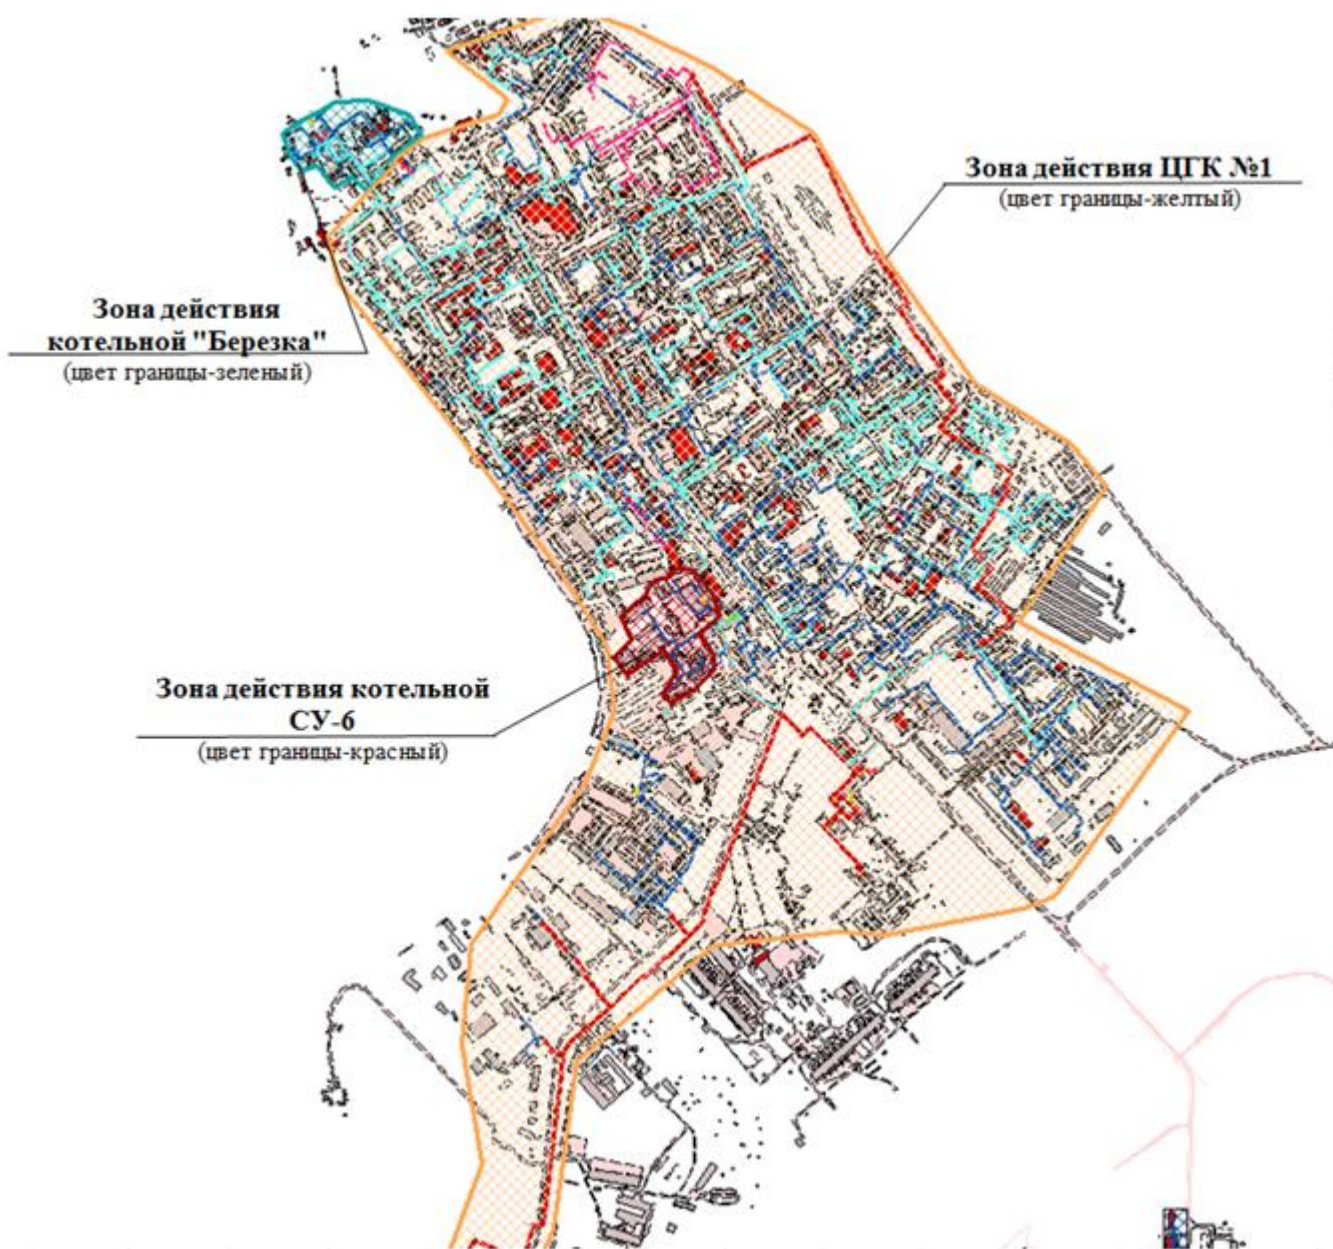 Зона действия ЦГК №1
(цвет границы-желтый)
Зона действия
котельной "Березка"
(цвет границы-зеленый)
Зона действия котельной
СУ-6
(цвет границы-красный)